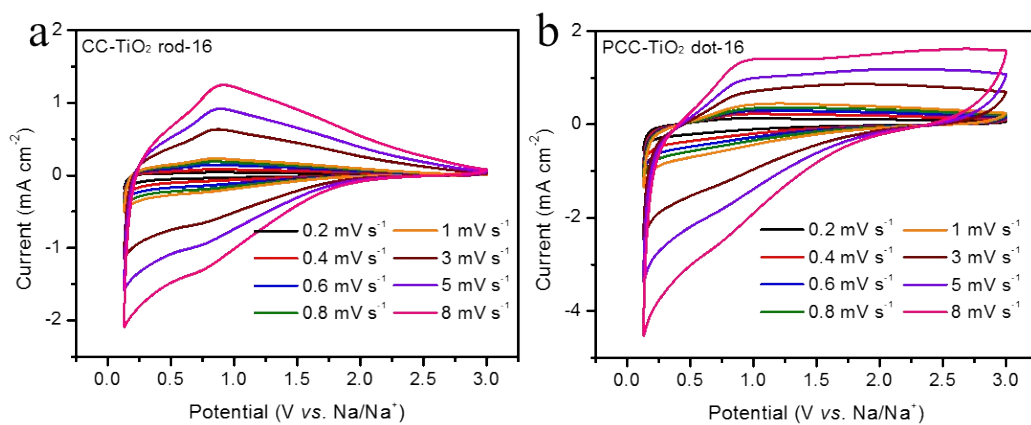 a
CC-TiO₂ rod-16
Current (mA cm⁻²)
2
1
0
-1
-2
0.2 mV s⁻¹
0.4 mV s⁻¹
0.6 mV s⁻¹
0.8 mV s⁻¹
1 mV s⁻¹
3 mV s⁻¹
5 mV s⁻¹
8 mV s⁻¹
0.0 0.5 1.0 1.5 2.0 2.5 3.0
Potential (V vs. Na/Na⁺)
b
PCC-TiO₂ dot-16
Current (mA cm⁻²)
2
0
-2
-4
0.2 mV s⁻¹
0.4 mV s⁻¹
0.6 mV s⁻¹
0.8 mV s⁻¹
1 mV s⁻¹
3 mV s⁻¹
5 mV s⁻¹
8 mV s⁻¹
0.0 0.5 1.0 1.5 2.0 2.5 3.0
Potential (V vs. Na/Na⁺)